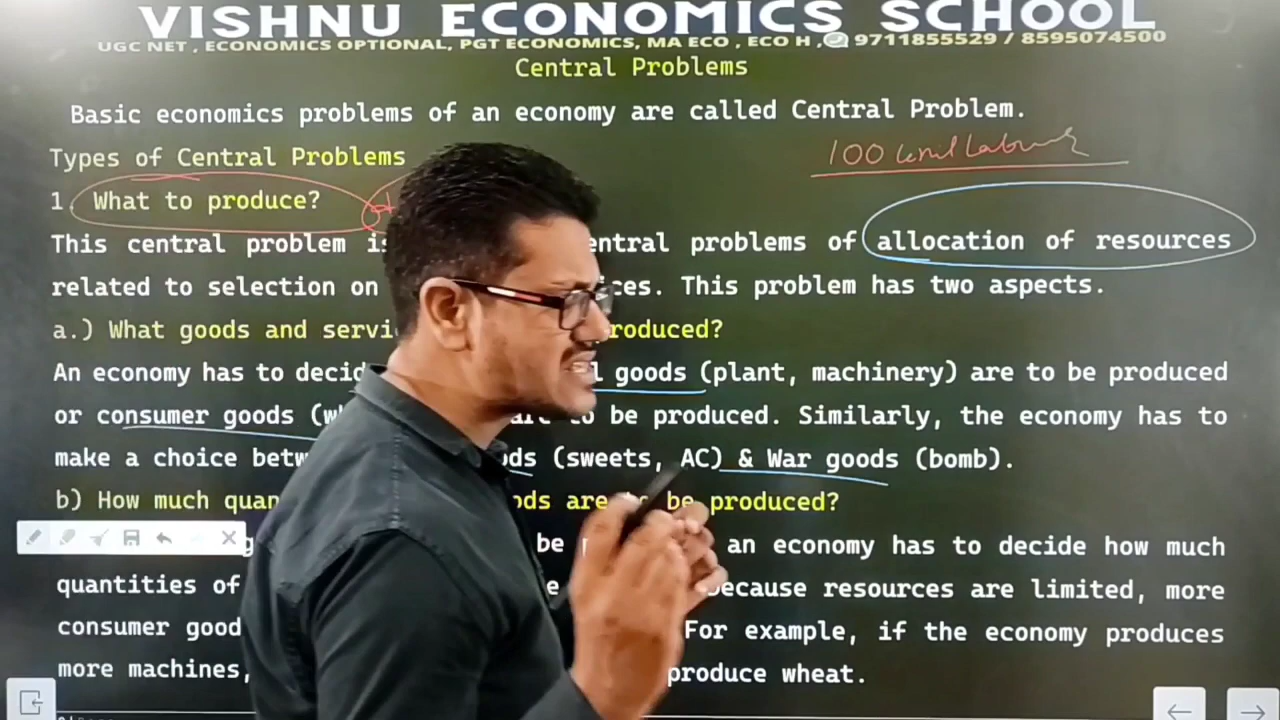 VISHNU ECONOMICS SCHOOL
UGC NET , ECONOMICS OPTIONAL, PGT ECONOMICS, MA ECO , ECO H , 9711855529 / 8595074500
Central Problems
Basic economics problems of an economy are called Central Problem.
100
Types of Central Problems
1. What to produce?
This central problem is entral problems of allocation of resources
related to selection on ces. This problem has two aspects.
a.) What goods and servi roduced?
An economy has to decid l goods (plant, machinery) are to be produced
or consumer goods (w to be produced. Similarly, the economy has to
make a choice betw ods (sweets, AC) & War goods (bomb).
b) How much quan ods are to be produced?
g be an economy has to decide how much
quantities of e because resources are limited, more
consumer good For example, if the economy produces
more machines, produce wheat.